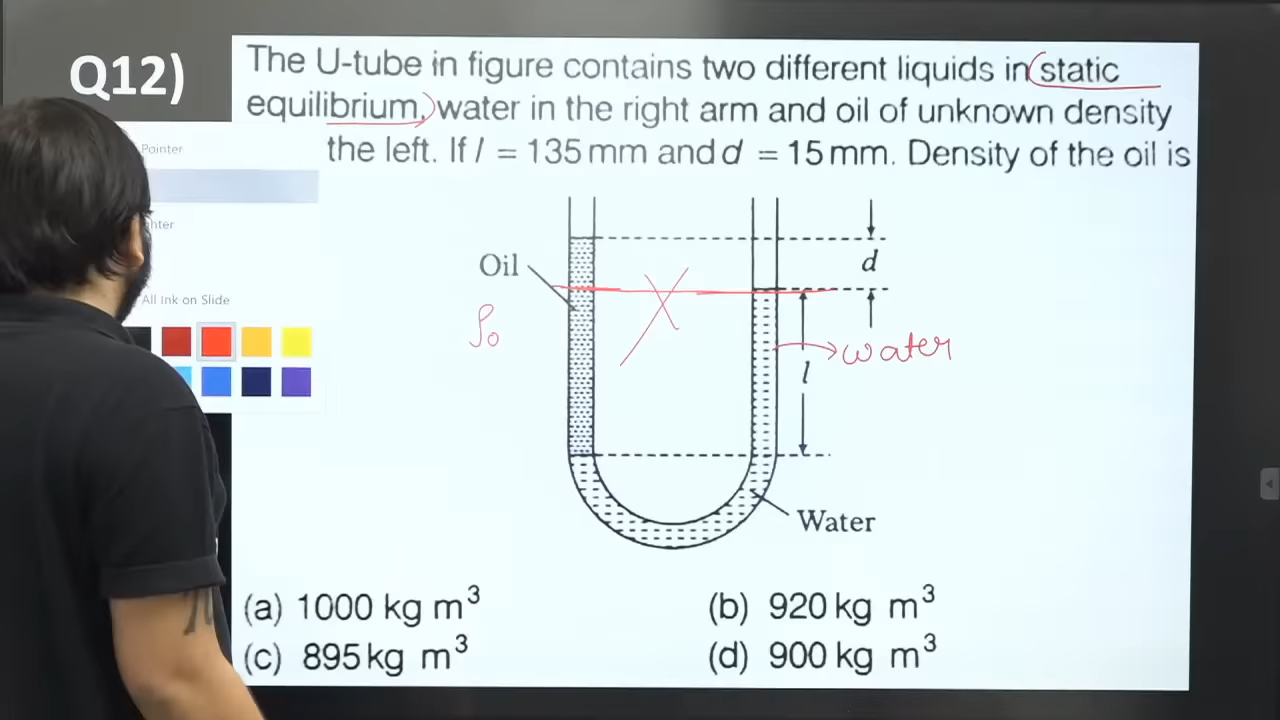 Q12)
The U-tube in figure contains two different liquids in static
equilibrium, water in the right arm and oil of unknown density
the left. If l = 135 mm and d = 15 mm. Density of the oil is
Pointer
hter
All Ink on Slide
Oil
d
ρ₀
water
l
Water
(a) 1000 kg m³
(b) 920 kg m³
(c) 895 kg m³
(d) 900 kg m³